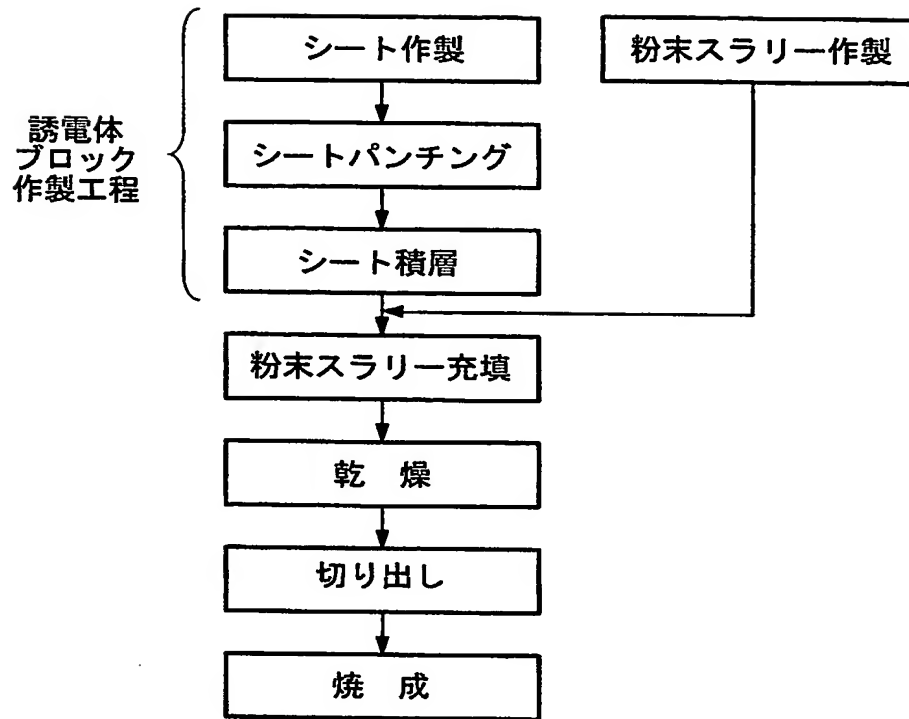 シート作製
粉末スラリー作製
誘電体
ブロック
作製工程
シートパンチング
シート積層
粉末スラリー充填
乾 燥
切り出し
焼 成